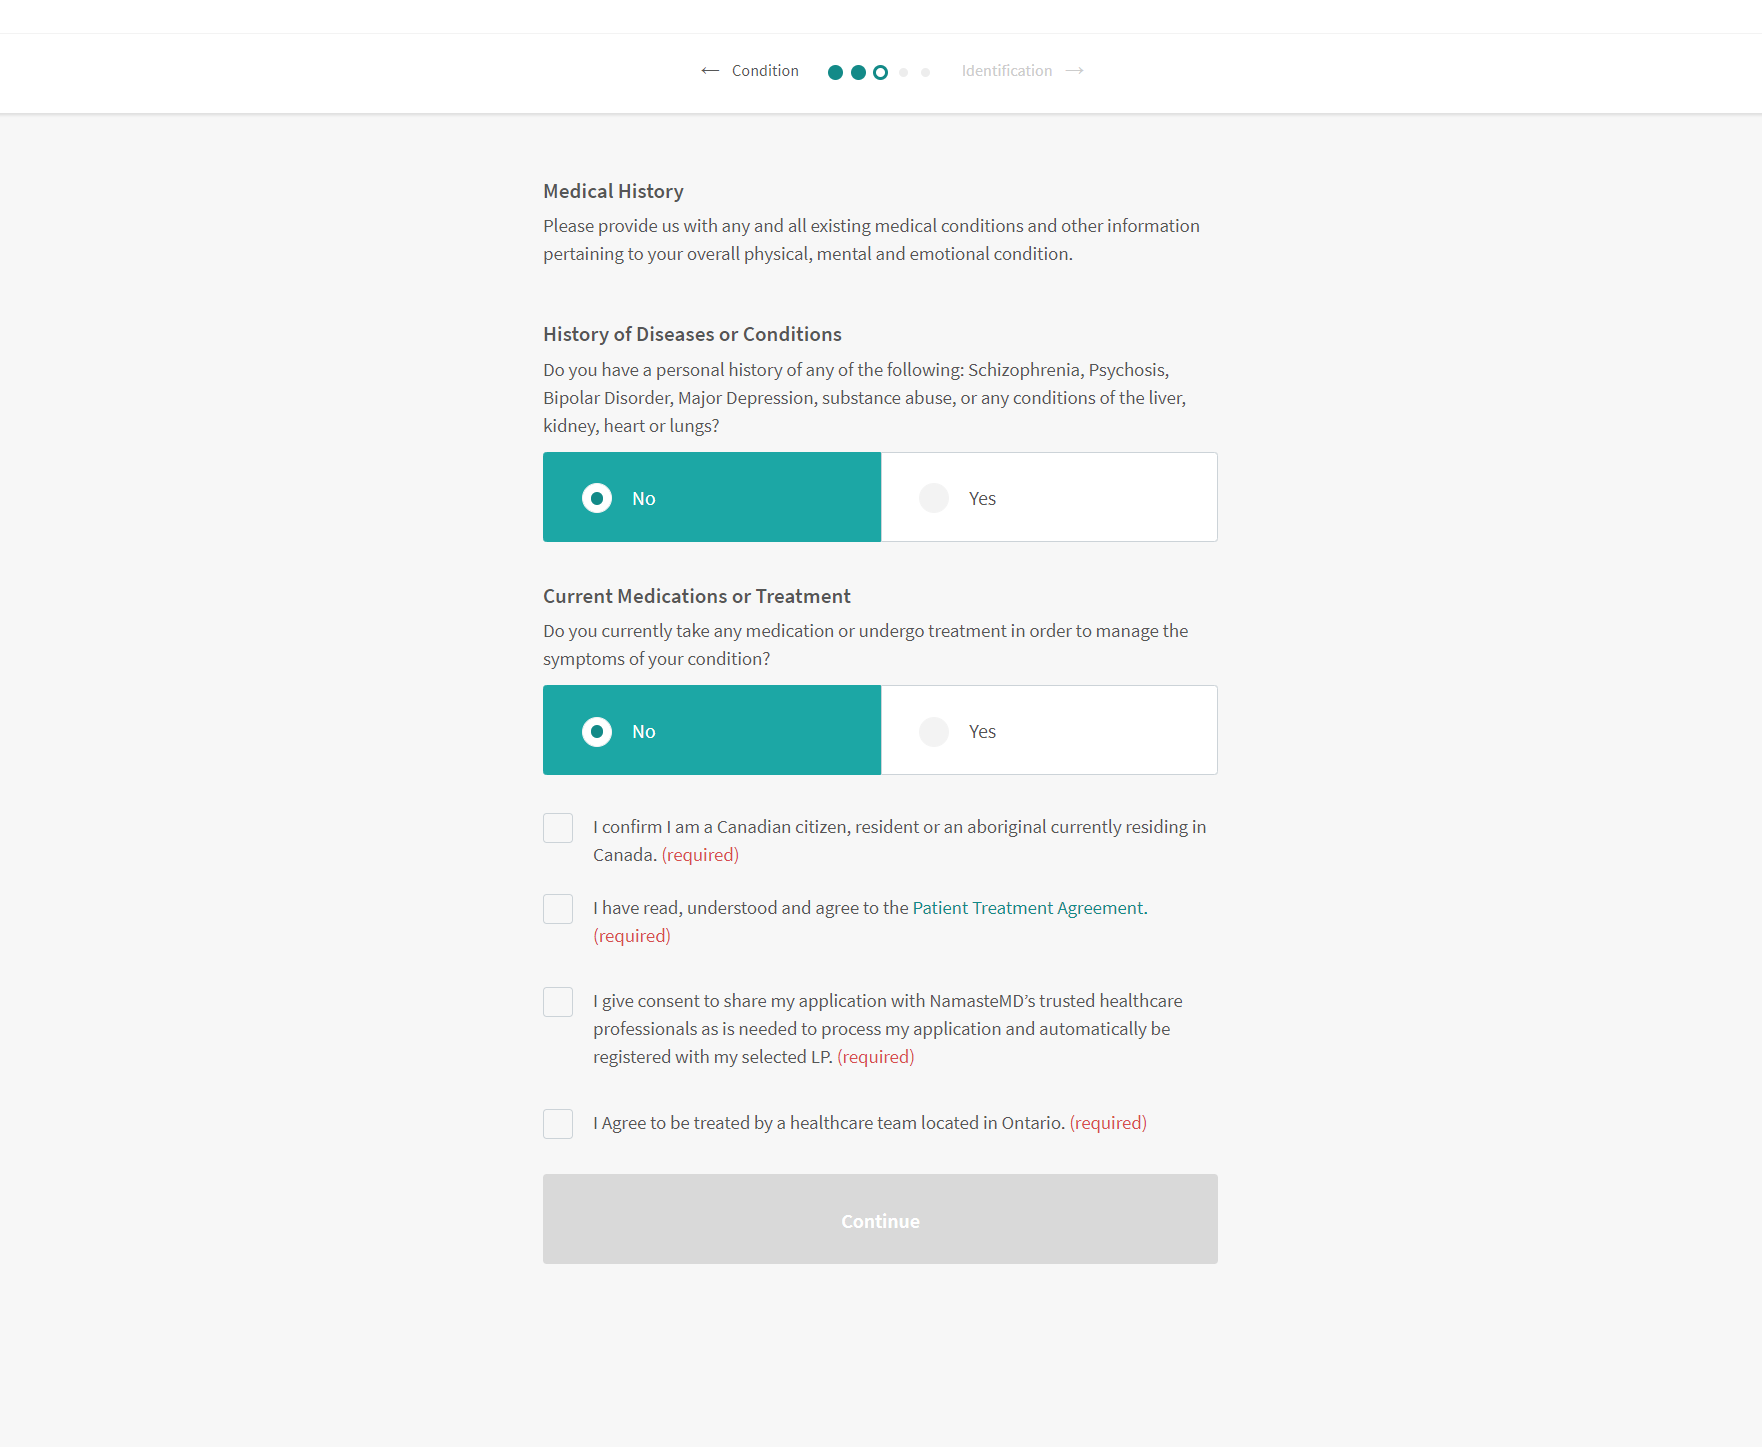 ← Condition
Identification →
Medical History
Please provide us with any and all existing medical conditions and other information
pertaining to your overall physical, mental and emotional condition.
History of Diseases or Conditions
Do you have a personal history of any of the following: Schizophrenia, Psychosis,
Bipolar Disorder, Major Depression, substance abuse, or any conditions of the liver,
kidney, heart or lungs?
No
Yes
Current Medications or Treatment
Do you currently take any medication or undergo treatment in order to manage the
symptoms of your condition?
No
Yes
I confirm I am a Canadian citizen, resident or an aboriginal currently residing in
Canada. (required)
I have read, understood and agree to the Patient Treatment Agreement.
(required)
I give consent to share my application with NamasteMD’s trusted healthcare
professionals as is needed to process my application and automatically be
registered with my selected LP. (required)
I Agree to be treated by a healthcare team located in Ontario. (required)
Continue